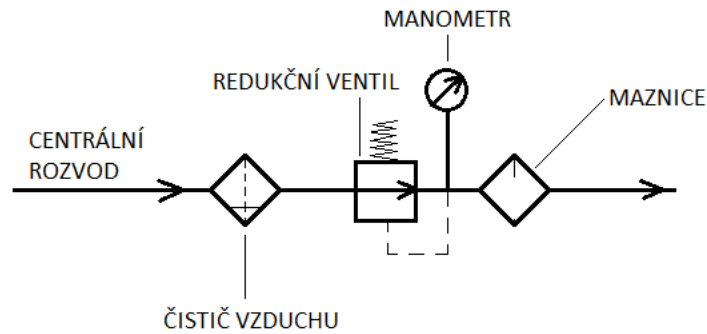 MANOMETR
REDUKČNÍ VENTIL
MAZNICE
CENTRÁLNÍ
ROZVOD
ČISTIČ VZDUCHU